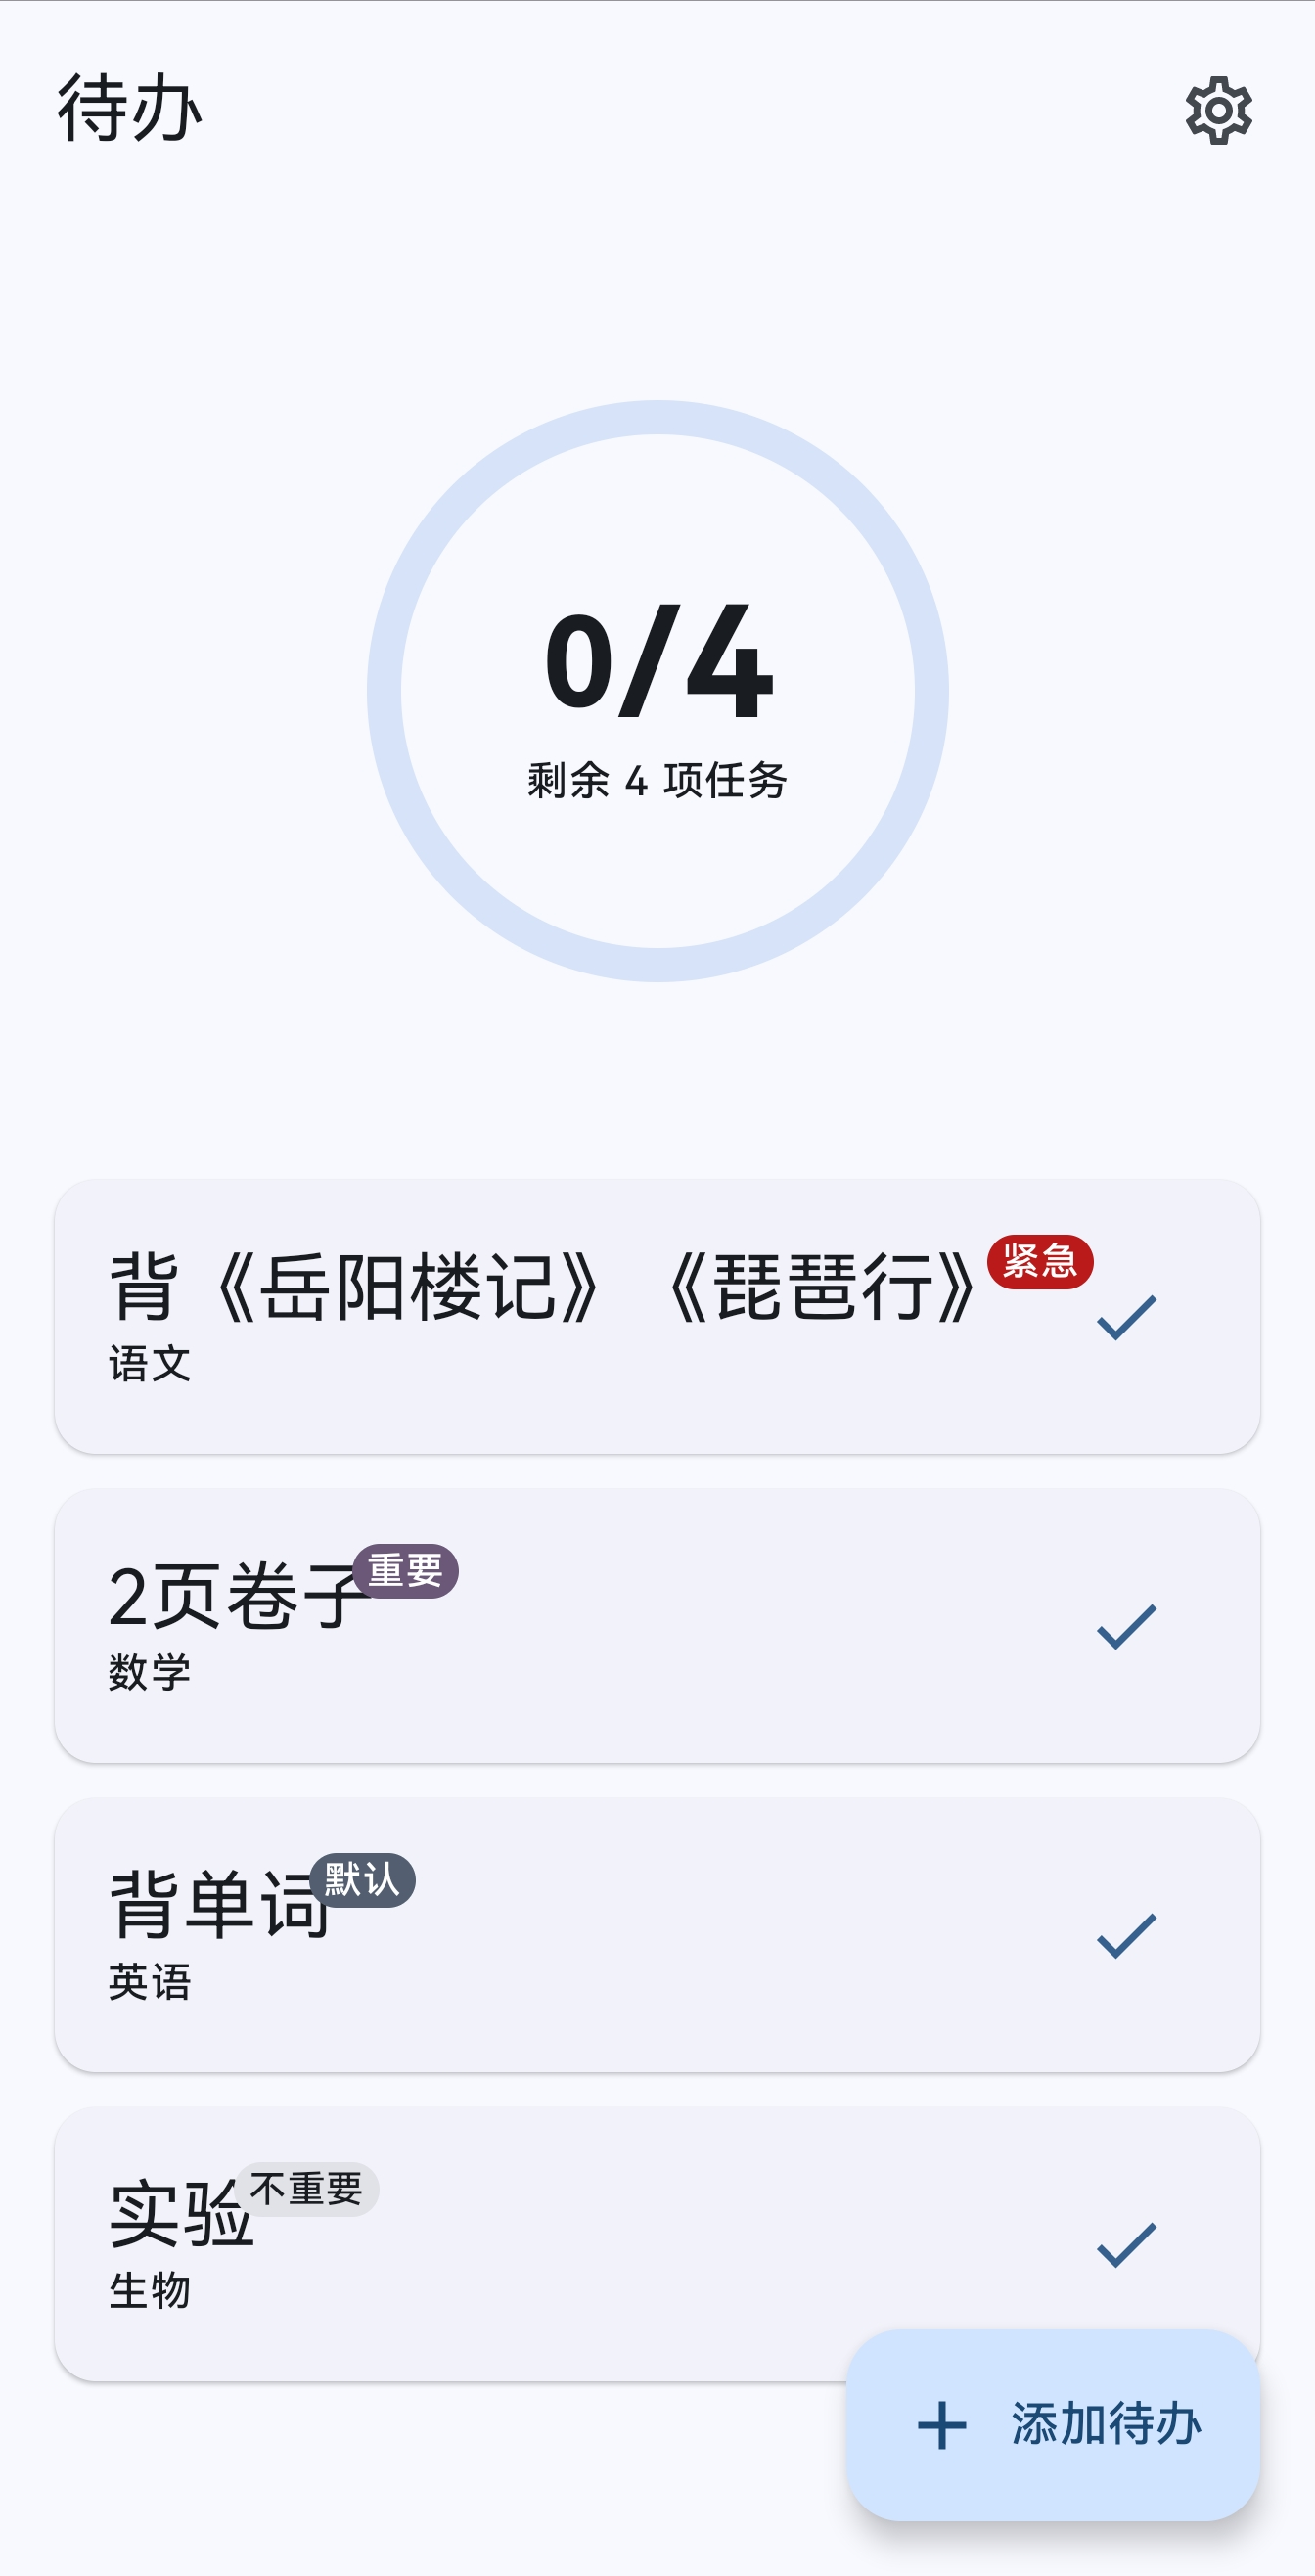 待办
0/4
剩余 4 项任务
背《岳阳楼记》《琵琶行》
紧急
语文
2页卷子
重要
数学
背单词
默认
英语
实验
不重要
生物
添加待办